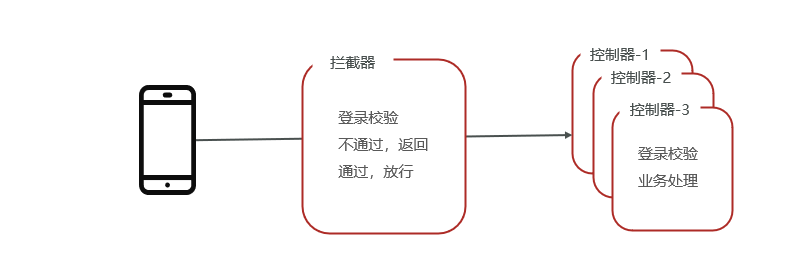 拦截器
登录校验
不通过，返回
通过，放行
控制器-1
控制器-2
控制器-3
登录校验
业务处理